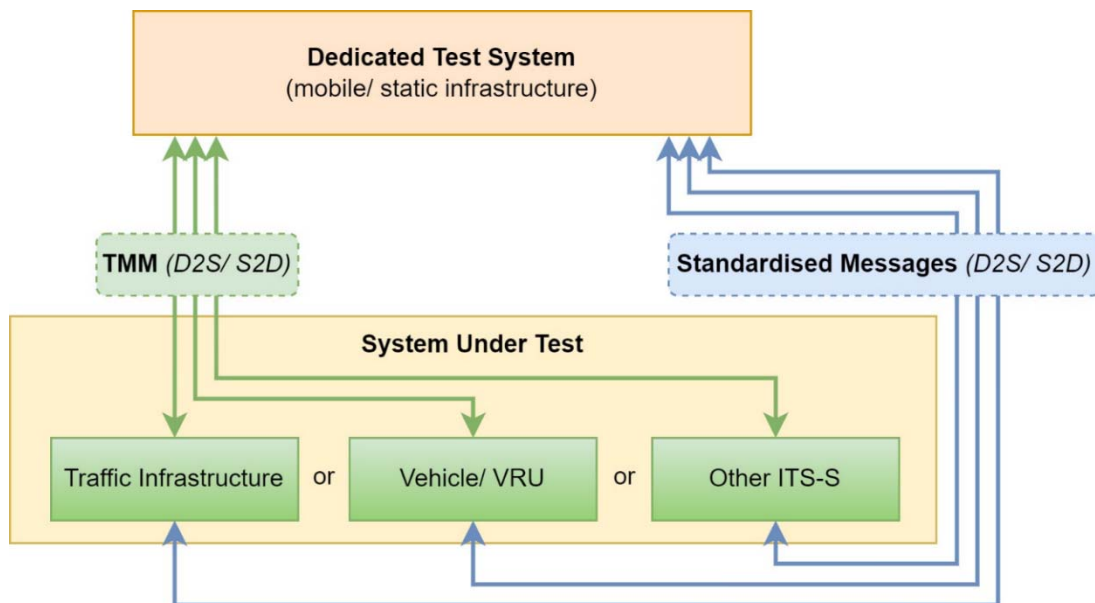 Dedicated Test System
(mobile/ static infrastructure)
TMM (D2S/ S2D)
Standardised Messages (D2S/ S2D)
System Under Test
Traffic Infrastructure
or
Vehicle/ VRU
or
Other ITS-S